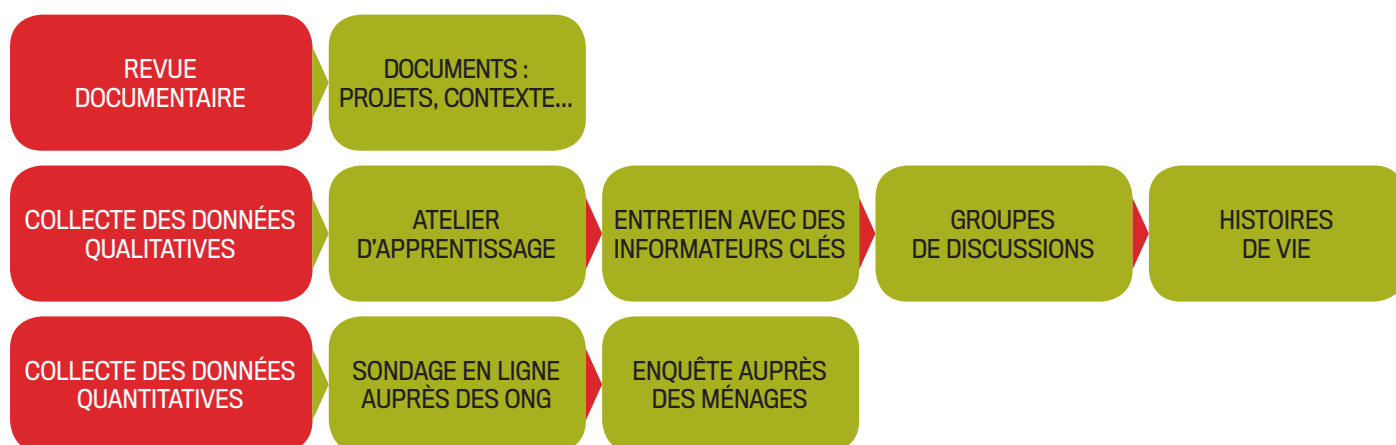 REVUE
DOCUMENTAIRE
DOCUMENTS :
PROJETS, CONTEXTE...
COLLECTE DES DONNÉES
QUALITATIVES
ATELIER
D'APPRENTISSAGE
ENTRETIEN AVEC DES
INFORMATEURS CLÉS
GROUPES
DE DISCUSSIONS
HISTOIRES
DE VIE
COLLECTE DES DONNÉES
QUANTITATIVES
SONDAGE EN LIGNE
AUPRÈS DES ONG
ENQUÊTE AUPRÈS
DES MÉNAGES